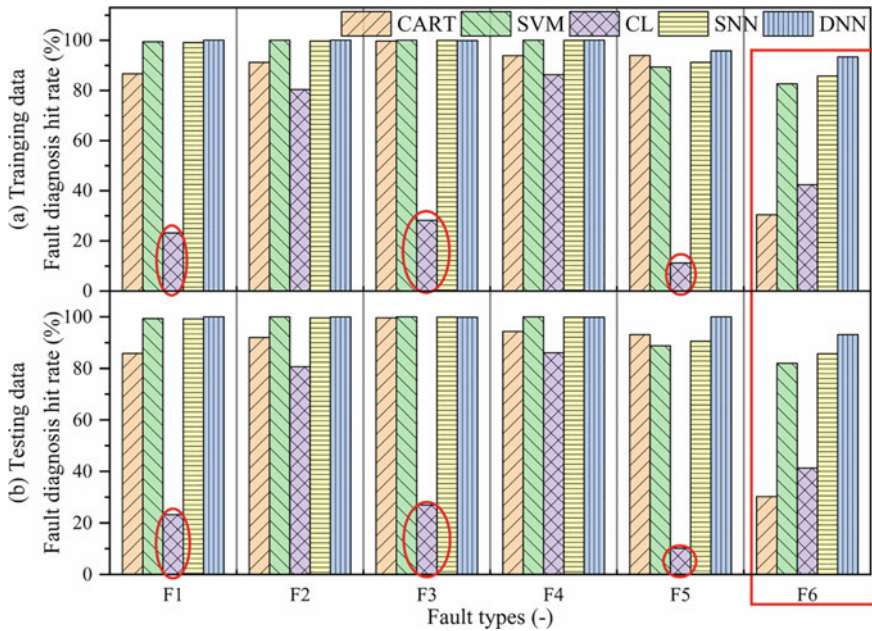 CART SVM CL SNN DNN
(a) Trainging data
Fault diagnosis hit rate (%)
100
80
60
40
20
0
(b) Testing data
Fault diagnosis hit rate (%)
100
80
60
40
20
0
F1 F2 F3 F4 F5 F6
Fault types (-)